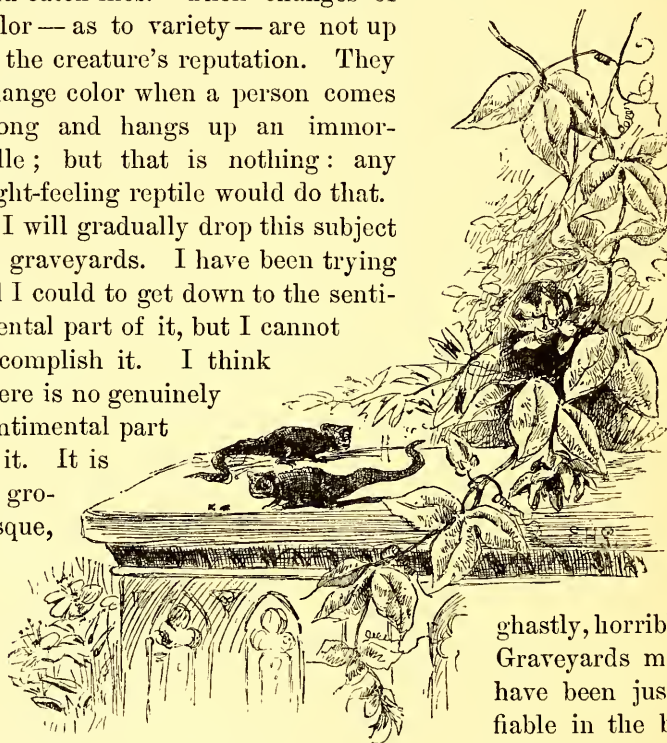 lor — as to variety — are not up
the creature's reputation. They
ange color when a person comes
ong and hangs up an immor-
lle ; but that is nothing : any
ght-feeling reptile would do that.
I will gradually drop this subject
graveyards. I have been trying
l I could to get down to the senti-
ental part of it, but I cannot
complish it. I think
ere is no genuinely
ntimental part
it. It is
gro-
sque,
EHG
ghastly, horrib
Graveyards m
have been jus
fiable in the b